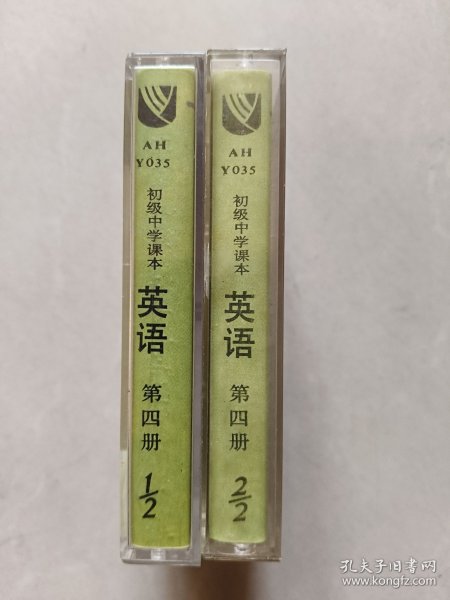 AH
Y035
初级中学课本
英语
第四册
1/2
AH
Y035
初级中学课本
英语
第四册
2/2
孔夫子旧书网
www.kongfz.com